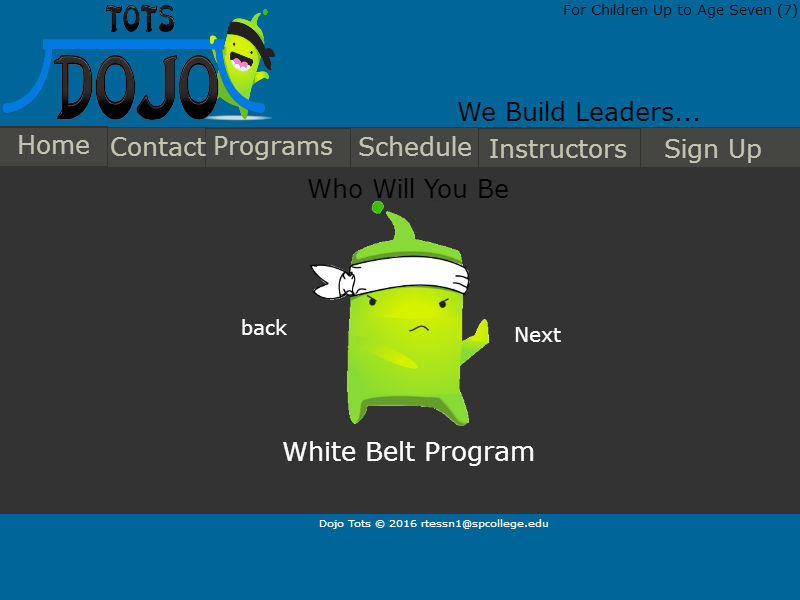 TOTS
DOJO
For Children Up to Age Seven (7)
We Build Leaders...
Home Contact Programs Schedule Instructors Sign Up
Who Will You Be
back
Next
White Belt Program
Dojo Tots © 2016 rtessn1@spcollege.edu